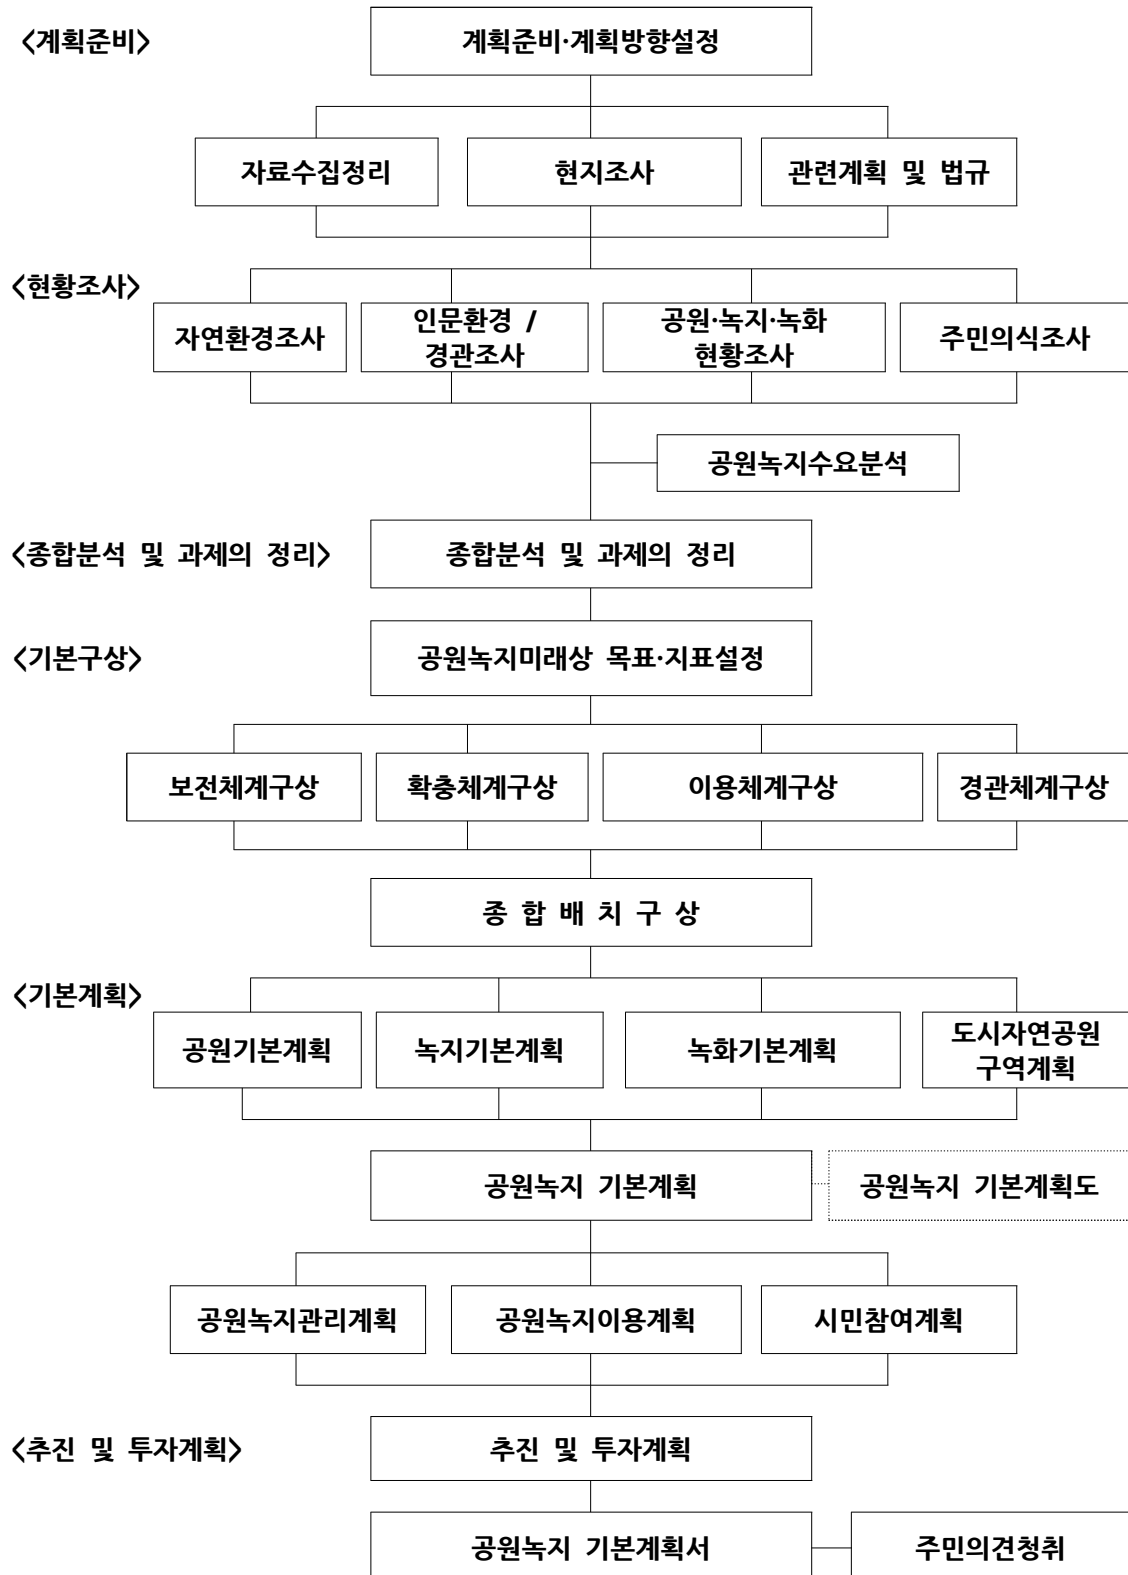 <계획준비>
계획준비·계획방향설정
자료수집정리
현지조사
관련계획 및 법규
<현황조사>
자연환경조사
인문환경 /
경관조사
공원·녹지·녹화
현황조사
주민의식조사
공원녹지수요분석
<종합분석 및 과제의 정리>
종합분석 및 과제의 정리
<기본구상>
공원녹지미래상 목표·지표설정
보전체계구상
확충체계구상
이용체계구상
경관체계구상
종 합 배 치 구 상
<기본계획>
공원기본계획
녹지기본계획
녹화기본계획
도시자연공원
구역계획
공원녹지 기본계획
공원녹지 기본계획도
공원녹지관리계획
공원녹지이용계획
시민참여계획
<추진 및 투자계획>
추진 및 투자계획
공원녹지 기본계획서
주민의견청취